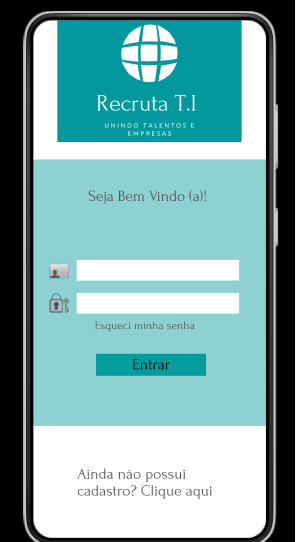 Recruta T.I
UNINDO TALENTOS E
EMPRESAS
Seja Bem Vindo (a)!
Esqueci minha senha
Entrar
Ainda não possui
cadastro? Clique aqui